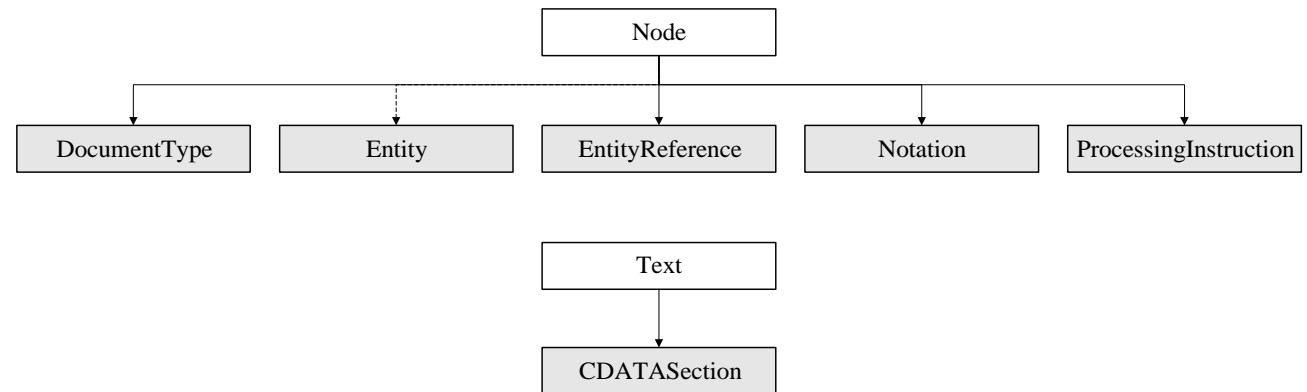 Node
DocumentType Entity EntityReference Notation ProcessingInstruction
Text
CDATASection